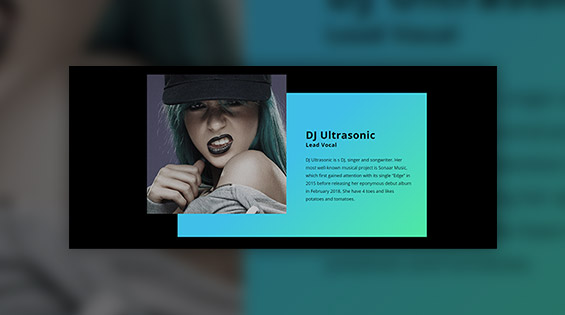 DJ Ultrasonic
Lead Vocal
DJ Ultrasonic is s DJ, singer and songwriter. Her
most well-known musical project is Sonaar Music,
which first gained attention with its single "Edge" in
2015 before releasing her eponymous debut album
in February 2018. She have 4 toes and likes
potatoes and tomatoes.